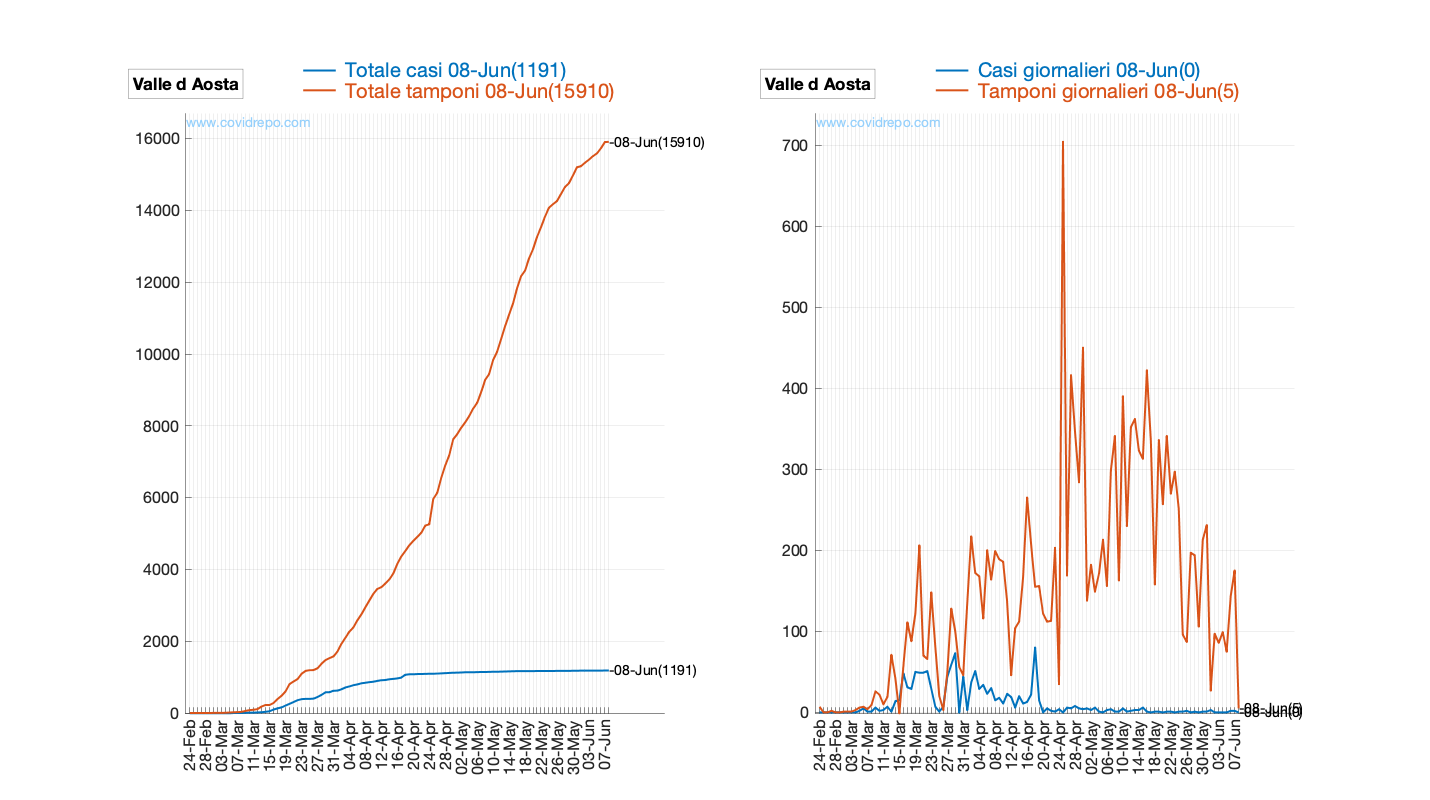 Valle d Aosta
Totale casi 08-Jun(1191)
Totale tamponi 08-Jun(15910)
www.covidrepo.com
16000
14000
12000
10000
8000
6000
4000
2000
0
-08-Jun(15910)
-08-Jun(1191)
24-Feb
28-Feb
03-Mar
07-Mar
11-Mar
15-Mar
19-Mar
23-Mar
27-Mar
31-Mar
04-Apr
08-Apr
12-Apr
16-Apr
20-Apr
24-Apr
28-Apr
02-May
06-May
10-May
14-May
18-May
22-May
26-May
30-May
03-Jun
07-Jun
Valle d Aosta
Casi giornalieri 08-Jun(0)
Tamponi giornalieri 08-Jun(5)
www.covidrepo.com
700
600
500
400
300
200
100
0
-08-Jun(5)
-08-Jun(0)
24-Feb
28-Feb
03-Mar
07-Mar
11-Mar
15-Mar
19-Mar
23-Mar
27-Mar
31-Mar
04-Apr
08-Apr
12-Apr
16-Apr
20-Apr
24-Apr
28-Apr
02-May
06-May
10-May
14-May
18-May
22-May
26-May
30-May
03-Jun
07-Jun